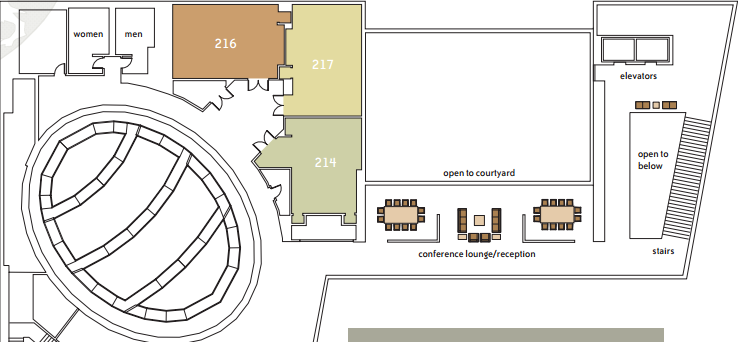 women
men
216
217
elevators
open to
below
214
open to courtyard
conference lounge/reception
stairs